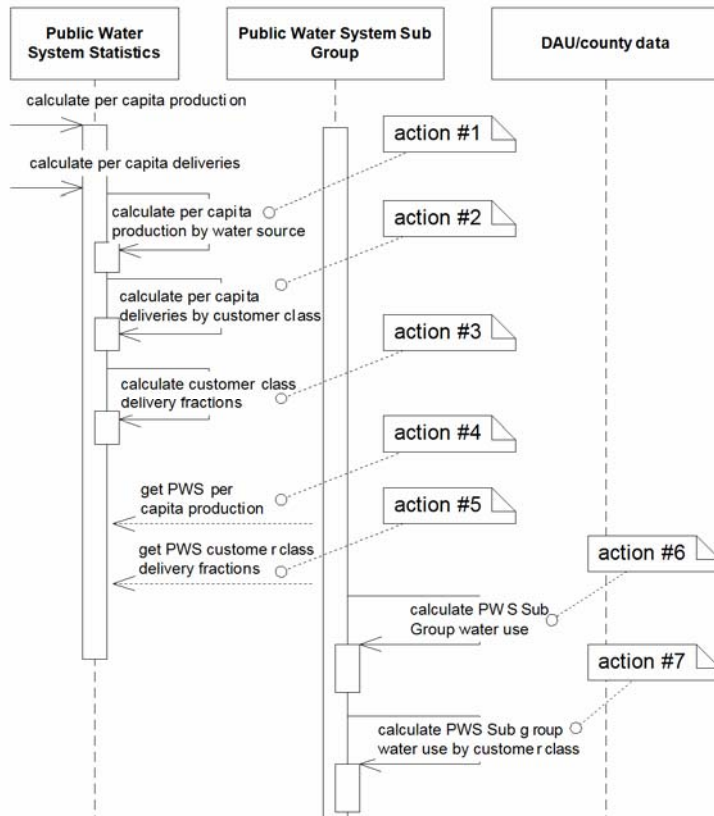 Public Water
System Statistics
Public Water System Sub
Group
DAU/county data
calculate per capita production
action #1
calculate per capita deliveries
calculate per capita
production by water source
action #2
calculate per capita
deliveries by customer class
action #3
calculate customer class
delivery fractions
action #4
get PWS per
capita production
action #5
get PWS customer class
delivery fractions
action #6
calculate PWS Sub
Group water use
action #7
calculate PWS Sub group
water use by customer class